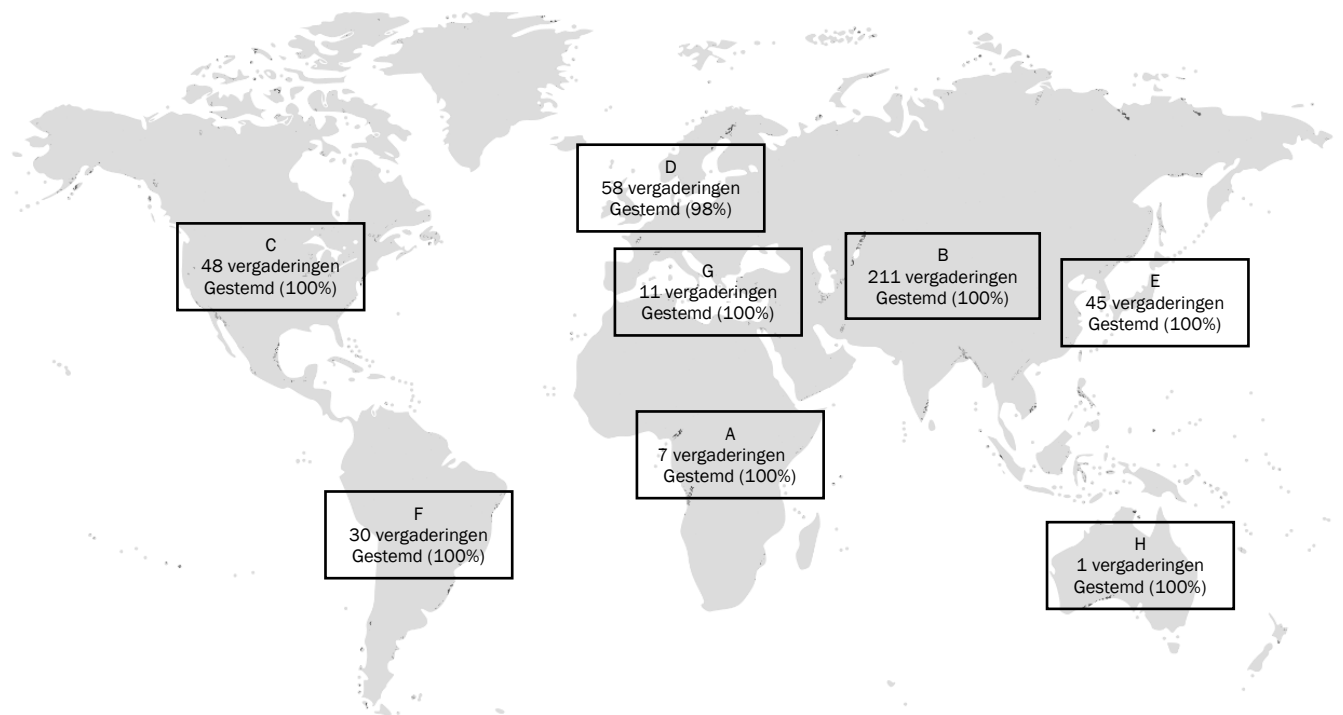 D
58 vergaderingen
Gestemd (98%)
C
48 vergaderingen
Gestemd (100%)
G
11 vergaderingen
Gestemd (100%)
B
211 vergaderingen
Gestemd (100%)
E
45 vergaderingen
Gestemd (100%)
A
7 vergaderingen
Gestemd (100%)
F
30 vergaderingen
Gestemd (100%)
H
1 vergaderingen
Gestemd (100%)